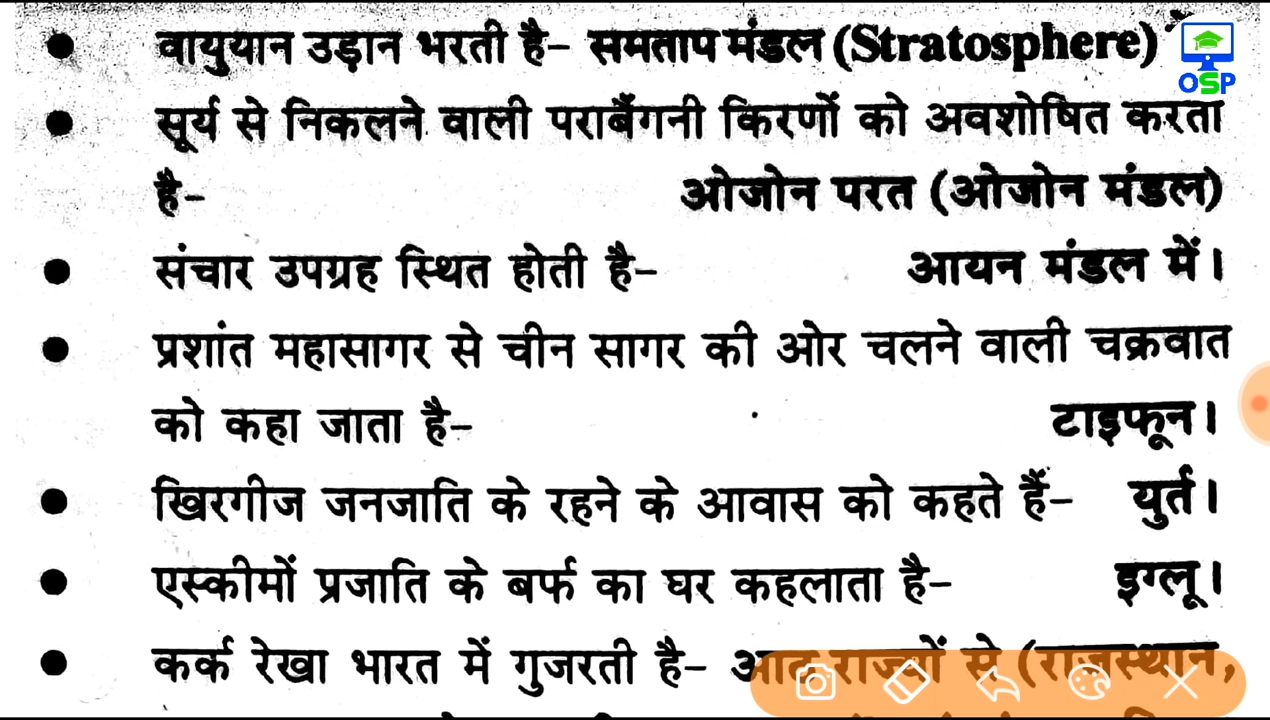 ● वायुयान उड़ान भरती है– समताप मंडल (Stratosphere)
OSP
● सूर्य से निकलने वाली पराबैंगनी किरणों को अवशोषित करता
है– ओजोन परत (ओजोन मंडल)
● संचार उपग्रह स्थित होती है– आयन मंडल में।
● प्रशांत महासागर से चीन सागर की ओर चलने वाली चक्रवात
को कहा जाता है– टाइफून।
● खिरगीज जनजाति के रहने के आवास को कहते हैं– युर्त।
● एस्कीमों प्रजाति के बर्फ का घर कहलाता है– इग्लू।
● कर्क रेखा भारत में गुजरती है– आठ राज्यों से (राजस्थान,